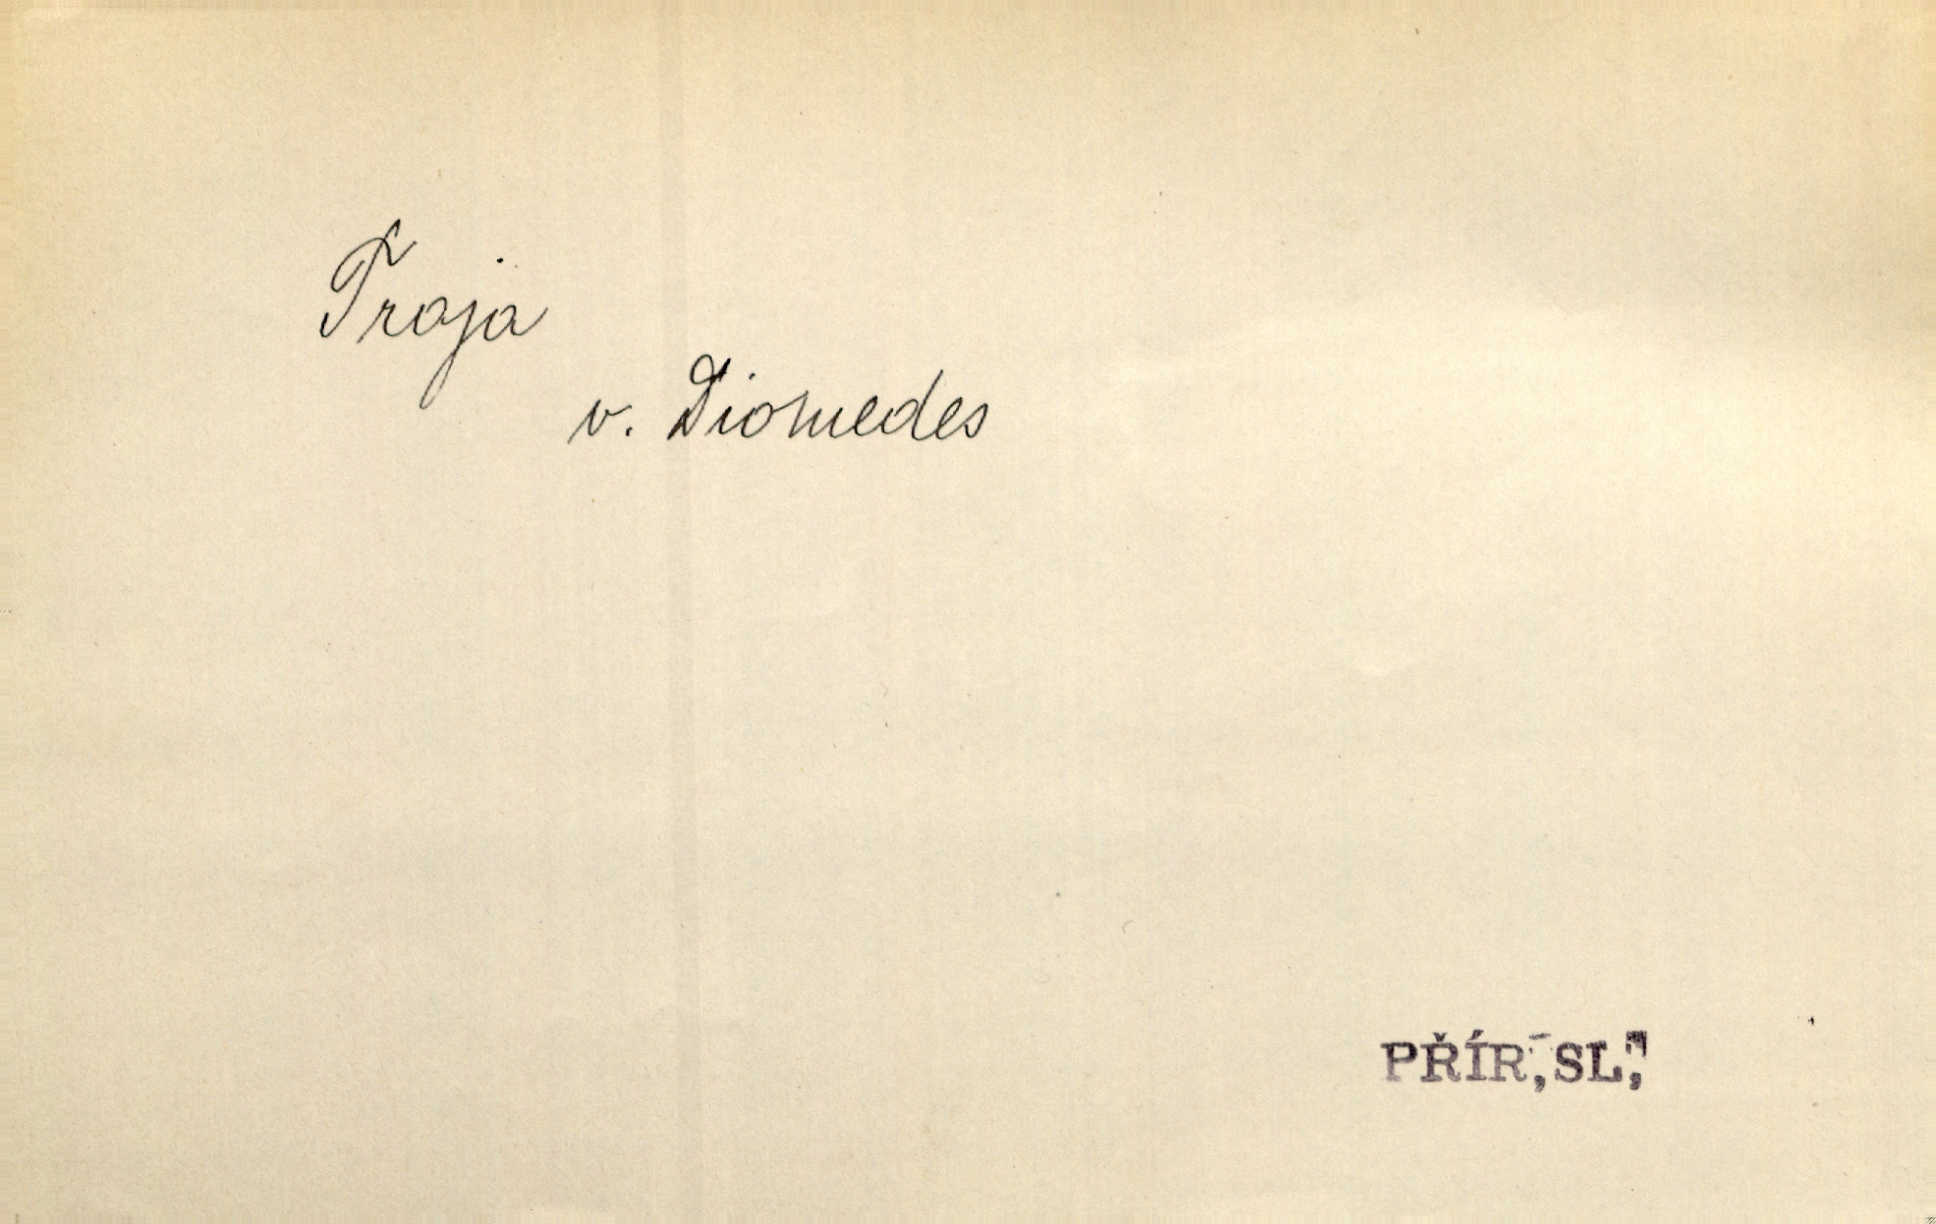 Troja
v. Diomedes
PŘÍR, SL,